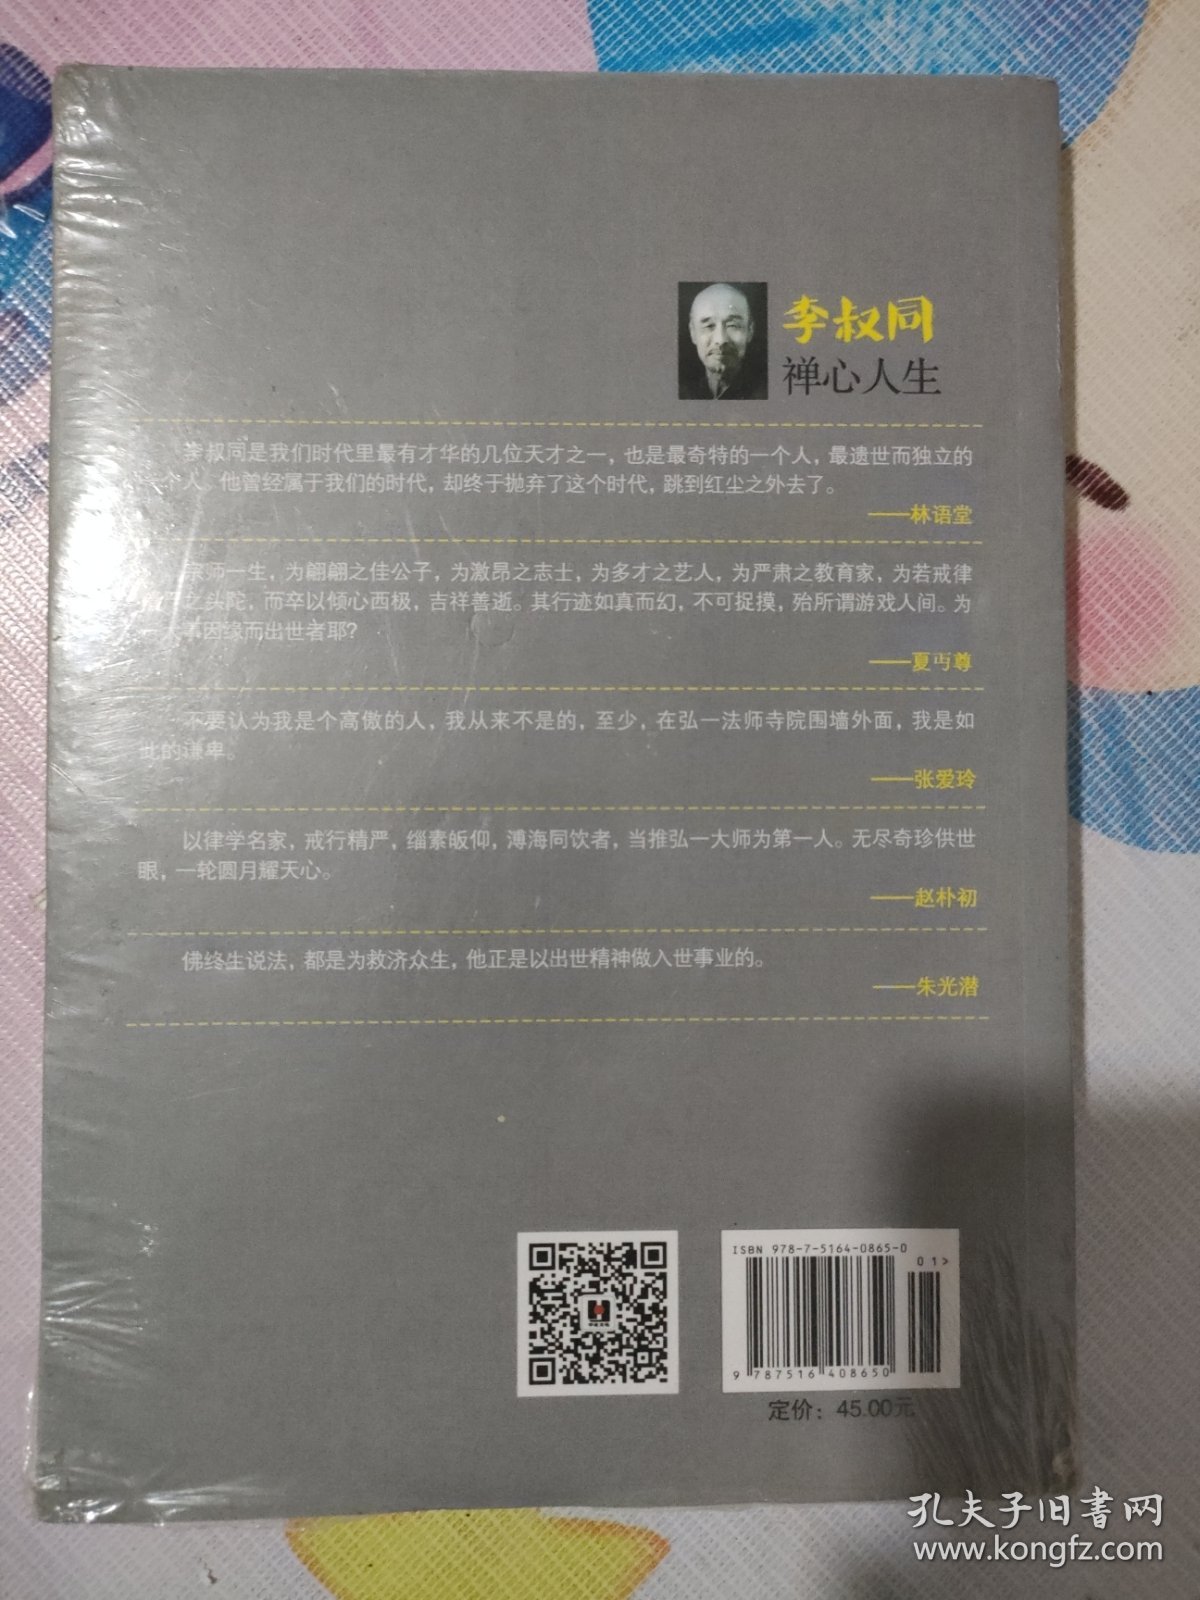 李叔同
禅心人生
李叔同是我们时代里最有才华的几位天才之一，也是最奇特的一个人，最遗世而独立的
人。他曾经属于我们的时代，却终于抛弃了这个时代，跳到红尘之外去了。
——林语堂
宗师一生，为翩翩之佳公子，为激昂之志士，为多才之艺人，为严肃之教育家，为若戒律
之头陀，而卒以倾心西极，吉祥善逝。其行迹如真而幻，不可捉摸，殆所谓游戏人间。为
事因缘而出世者耶？
——夏丏尊
不要认为我是个高傲的人，我从来不是的，至少，在弘一法师寺院围墙外面，我是如
此的谦卑。
——张爱玲
以律学名家，戒行精严，缁素皈仰，溥海同饮者，当推弘一大师为第一人。无尽奇珍供世
眼，一轮圆月耀天心。
——赵朴初
佛终生说法，都是为救济众生，他正是以出世精神做入世事业的。
——朱光潜
ISBN 978-7-5164-0865-0
01>
9 787516 408650
定价：45.00元
孔夫子旧书网
www.kongfz.com